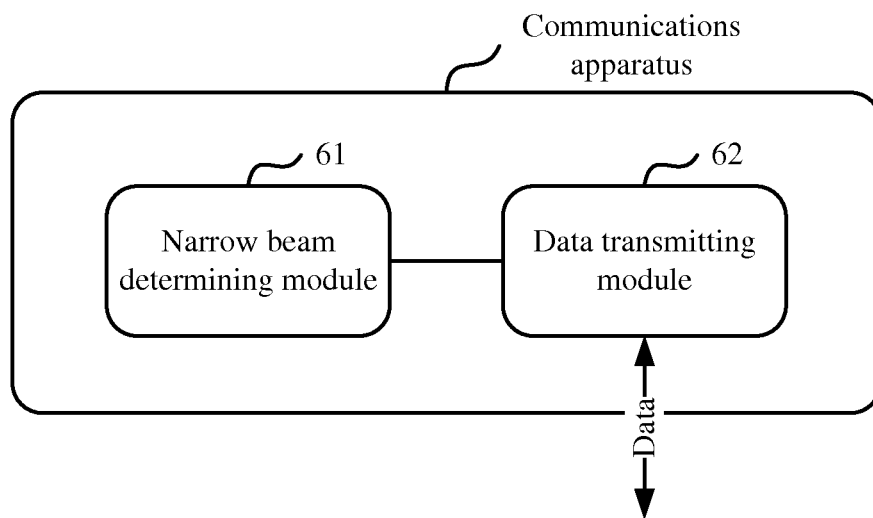 Communications
apparatus
61
62
Narrow beam
determining module
Data transmitting
module
Data